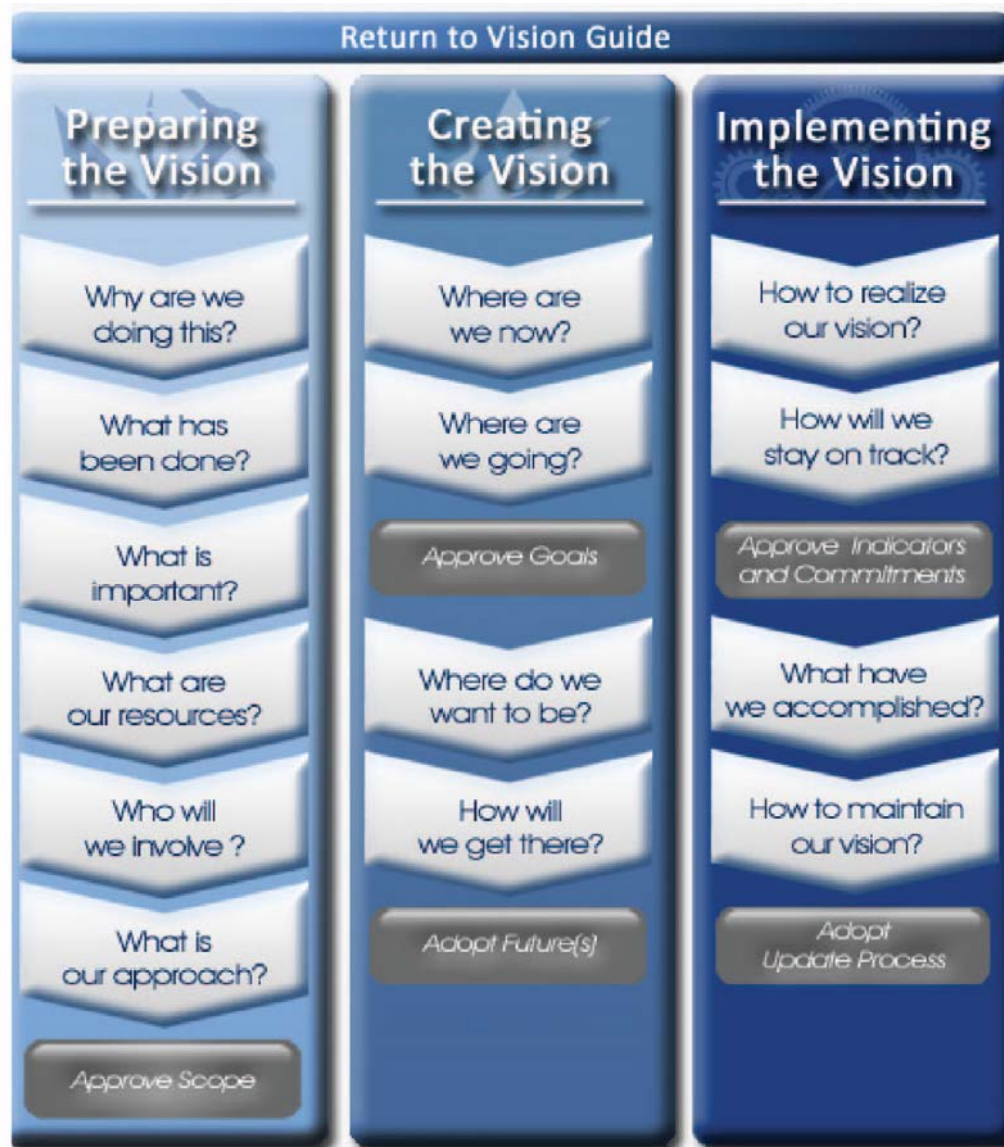 Return to Vision Guide
Preparing
the Vision
Why are we
doing this?
What has
been done?
What is
important?
What are
our resources?
Who will
we involve ?
What is
our approach?
Approve Scope
Creating
the Vision
Where are
we now?
Where are
we going?
Approve Goals
Where do we
want to be?
How will
we get there?
Adopt Future(s)
Implementing
the Vision
How to realize
our vision?
How will we
stay on track?
Approve Indicators
and Commitments
What have
we accomplished?
How to maintain
our vision?
Adopt
Update Process